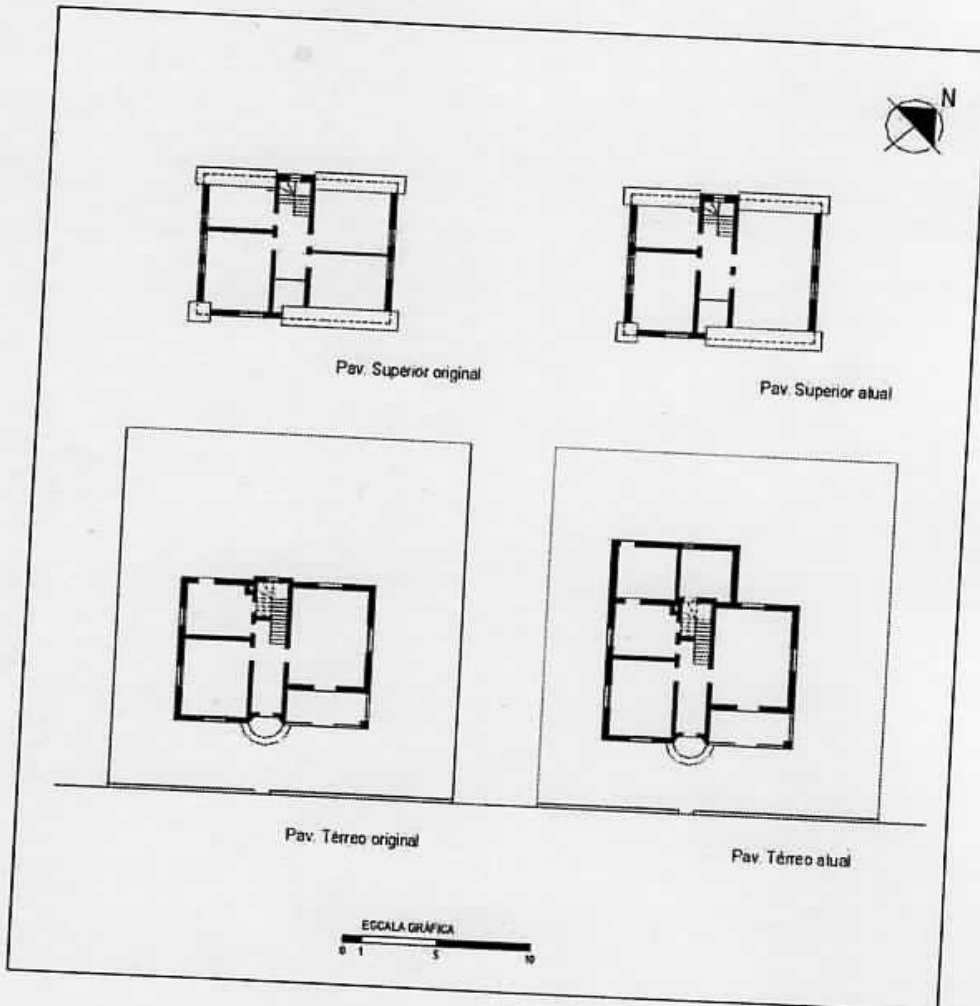 N
Pav. Superior original
Pav. Superior atual
Pav. Térreo original
Pav. Térreo atual
ESCALA GRÁFICA
0 1 5 10